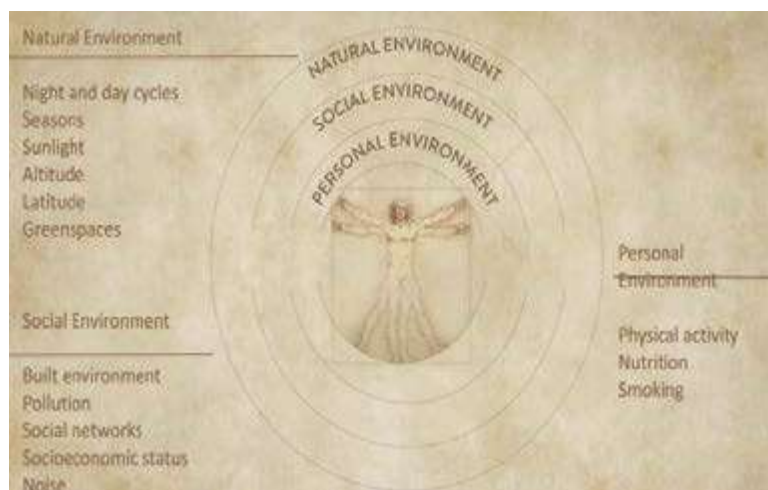 Natural Environment
Night and day cycles
Seasons
Sunlight
Altitude
Latitude
Greenspaces
Social Environment
Built environment
Pollution
Social networks
Socioeconomic status
Noise
NATURAL ENVIRONMENT
SOCIAL ENVIRONMENT
PERSONAL ENVIRONMENT
Personal
Environment
Physical activity
Nutrition
Smoking